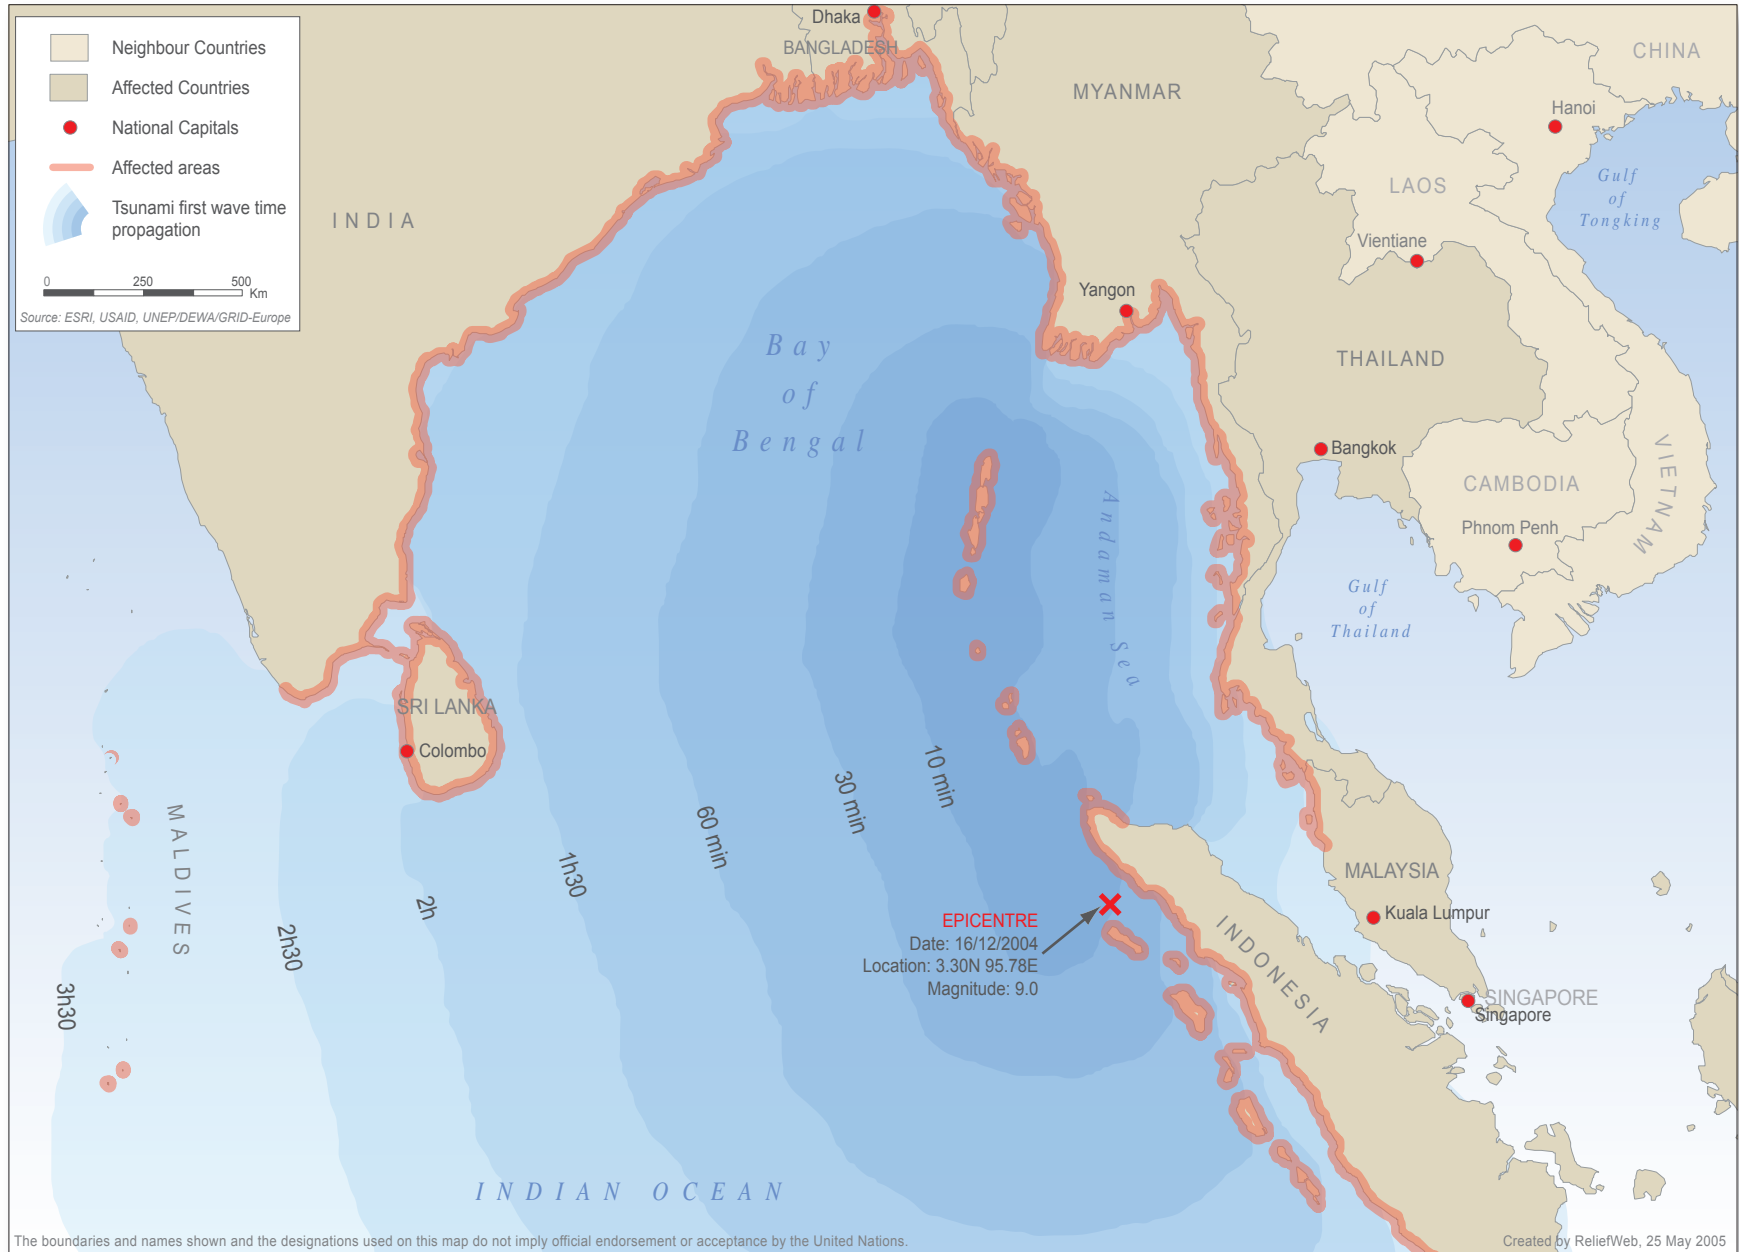 Neighbour Countries
Affected Countries
National Capitals
Affected areas
Tsunami first wave time
propagation
0 250 500
Km
Source: ESRI, USAID, UNEP/DEWA/GRID-Europe
Dhaka
BANGLADESH
CHINA
MYANMAR
Hanoi
LAOS
Gulf
of
Tongking
INDIA
Vientiane
Yangon
Bay
of
Bengal
THAILAND
Bangkok
CAMBODIA
VIETNAM
Phnom Penh
Andaman Sea
Gulf
of
Thailand
SRI LANKA
Colombo
10 min
30 min
60 min
1h30
2h
2h30
3h30
MALDIVES
MALAYSIA
Kuala Lumpur
EPICENTRE
Date: 16/12/2004
Location: 3.30N 95.78E
Magnitude: 9.0
INDONESIA
SINGAPORE
Singapore
INDIAN OCEAN
The boundaries and names shown and the designations used on this map do not imply official endorsement or acceptance by the United Nations.
Created by ReliefWeb, 25 May 2005